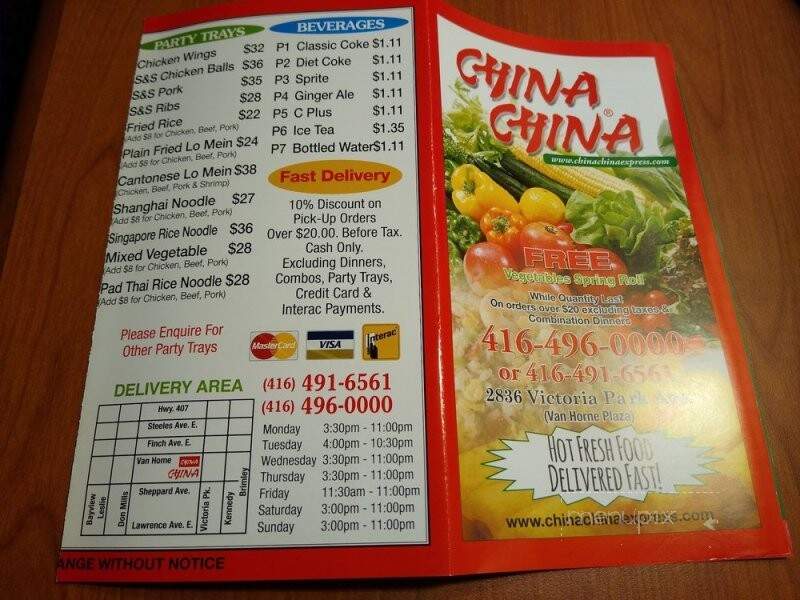 PARTY TRAYS
Chicken Wings $32
S&S Chicken Balls $36
S&S Pork $35
S&S Ribs $28
Fried Rice $22
(Add $8 for Chicken, Beef, Pork)
Plain Fried Lo Mein $24
(Add $8 for Chicken, Beef, Pork)
Cantonese Lo Mein $38
(Chicken, Beef, Pork & Shrimp)
Shanghai Noodle $27
(Add $8 for Chicken, Beef, Pork)
Singapore Rice Noodle $36
Mixed Vegetable $28
(Add $8 for Chicken, Beef, Pork)
Pad Thai Rice Noodle $28
(Add $8 for Chicken, Beef, Pork)
Please Enquire For
Other Party Trays
BEVERAGES
P1 Classic Coke $1.11
P2 Diet Coke $1.11
P3 Sprite $1.11
P4 Ginger Ale $1.11
P5 C Plus $1.11
P6 Ice Tea $1.35
P7 Bottled Water $1.11
Fast Delivery
10% Discount on
Pick-Up Orders
Over $20.00. Before Tax.
Cash Only.
Excluding Dinners,
Combos, Party Trays,
Credit Card &
Interac Payments.
MasterCard
VISA
Interac
DELIVERY AREA
Hwy. 407
Steeles Ave. E.
Finch Ave. E.
Van Horne
CHINA
CHINA
Sheppard Ave.
Lawrence Ave. E.
Bayview
Leslie
Don Mills
Victoria Pk.
Kennedy
Brimley
(416) 491-6561
(416) 496-0000
Monday 3:30pm - 11:00pm
Tuesday 4:00pm - 10:30pm
Wednesday 3:30pm - 11:00pm
Thursday 3:30pm - 11:00pm
Friday 11:30am - 11:00pm
Saturday 3:00pm - 11:00pm
Sunday 3:00pm - 11:00pm
ANGE WITHOUT NOTICE
CHINA
CHINA®
www.chinachinaexpress.com
FREE
Vegetables Spring Roll
While Quantity Last
On orders over $20 excluding taxes &
Combination Dinners
416-496-0000
or 416-491-6561
2836 Victoria Park Ave.
(Van Horne Plaza)
HOT FRESH FOOD
DELIVERED FAST!
www.chinachinaexpress.com